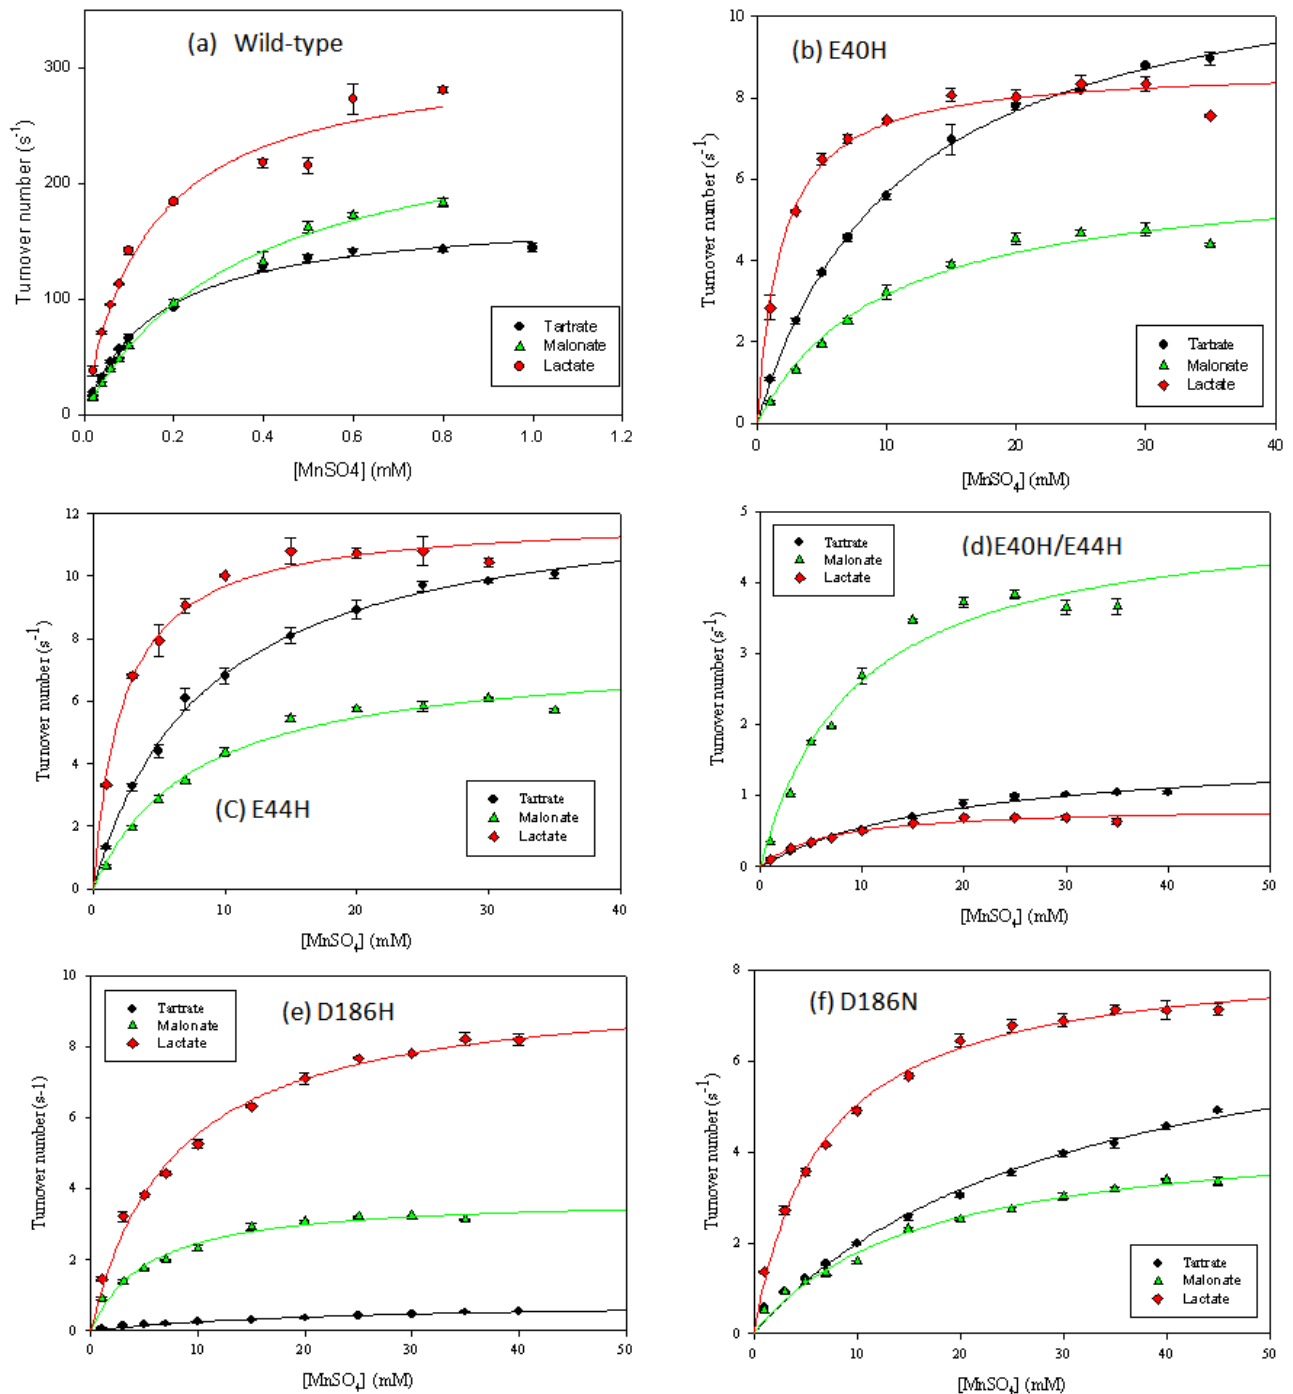 (a) Wild-type
Turnover number (s-1)
300
200
100
0
Tartrate
Malonate
Lactate
0.0 0.2 0.4 0.6 0.8 1.0 1.2
[MnSO4] (mM)
(b) E40H
Turnover number (s-1)
10
8
6
4
2
0
Tartrate
Malonate
Lactate
0 10 20 30 40
[MnSO4] (mM)
(C) E44H
Turnover number (s-1)
12
10
8
6
4
2
0
Tartrate
Malonate
Lactate
0 10 20 30 40
[MnSO4] (mM)
(d)E40H/E44H
Turnover number (s-1)
5
4
3
2
1
0
Tartrate
Malonate
Lactate
0 10 20 30 40 50
[MnSO4] (mM)
(e) D186H
Turnover number (s-1)
10
8
6
4
2
0
Tartrate
Malonate
Lactate
0 10 20 30 40 50
[MnSO4] (mM)
(f) D186N
Turnover number (s-1)
8
6
4
2
0
Tartrate
Malonate
Lactate
0 10 20 30 40 50
[MnSO4] (mM)